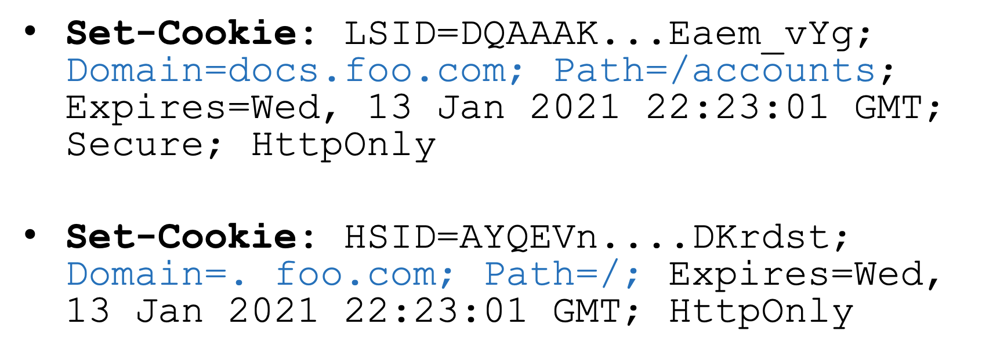 • Set-Cookie: LSID=DQAAAK...Eaem_vYg;
Domain=docs.foo.com; Path=/accounts;
Expires=Wed, 13 Jan 2021 22:23:01 GMT;
Secure; HttpOnly
• Set-Cookie: HSID=AYQEVn....DKrdst;
Domain=. foo.com; Path=/; Expires=Wed,
13 Jan 2021 22:23:01 GMT; HttpOnly